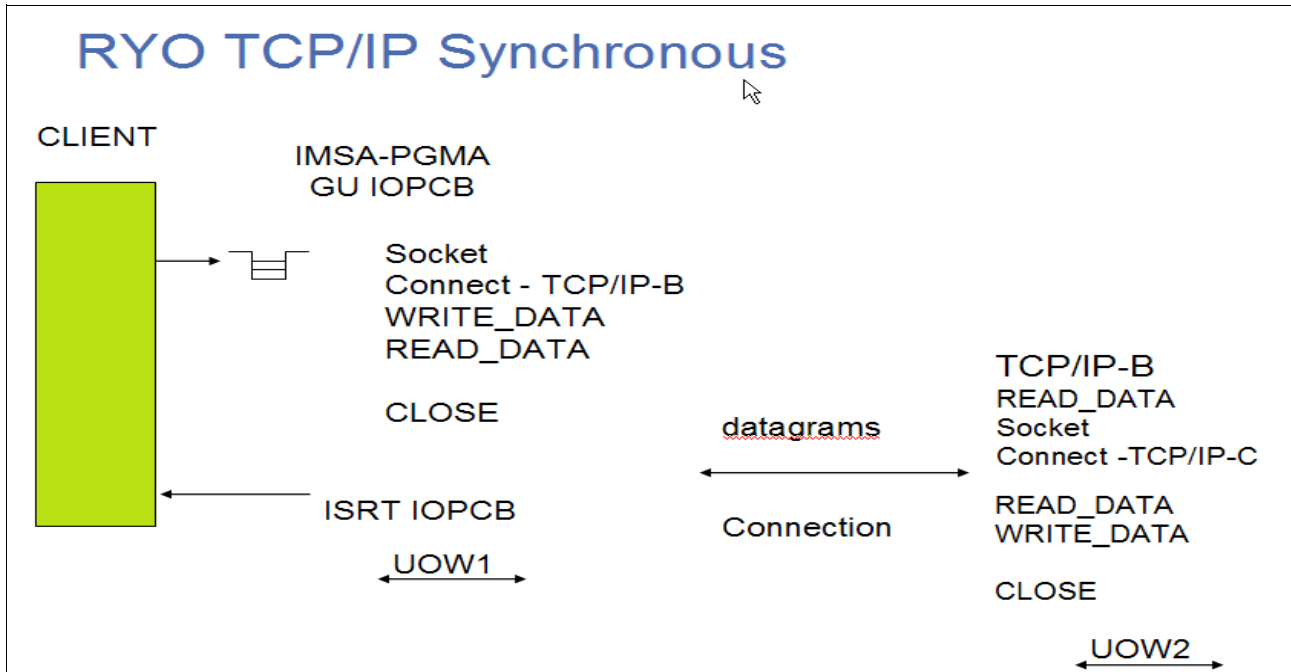 RYO TCP/IP Synchronous
CLIENT
IMSA-PGMA
GU IOPCB
Socket
Connect - TCP/IP-B
WRITE_DATA
READ_DATA
CLOSE
ISRT IOPCB
UOW1
datagrams
Connection
TCP/IP-B
READ_DATA
Socket
Connect -TCP/IP-C
READ_DATA
WRITE_DATA
CLOSE
UOW2